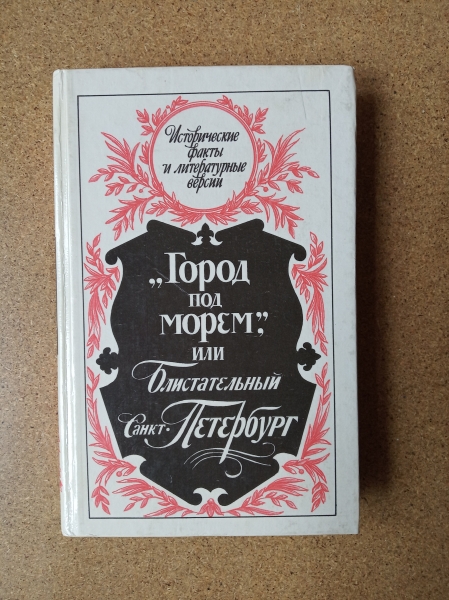 Исторические
факты
и литературные
версии
„Город
под
морем”,
или
Блистательный
Санкт-Петербург